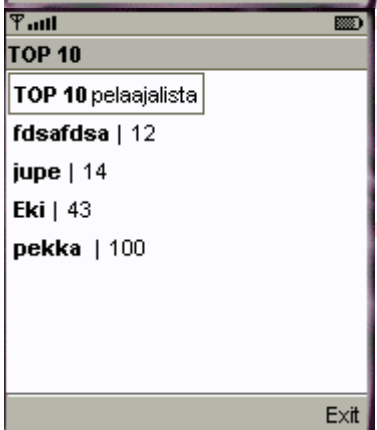 TOP 10
TOP 10 pelaajalista
fdsafdsa | 12
jupe | 14
Eki | 43
pekka | 100
Exit